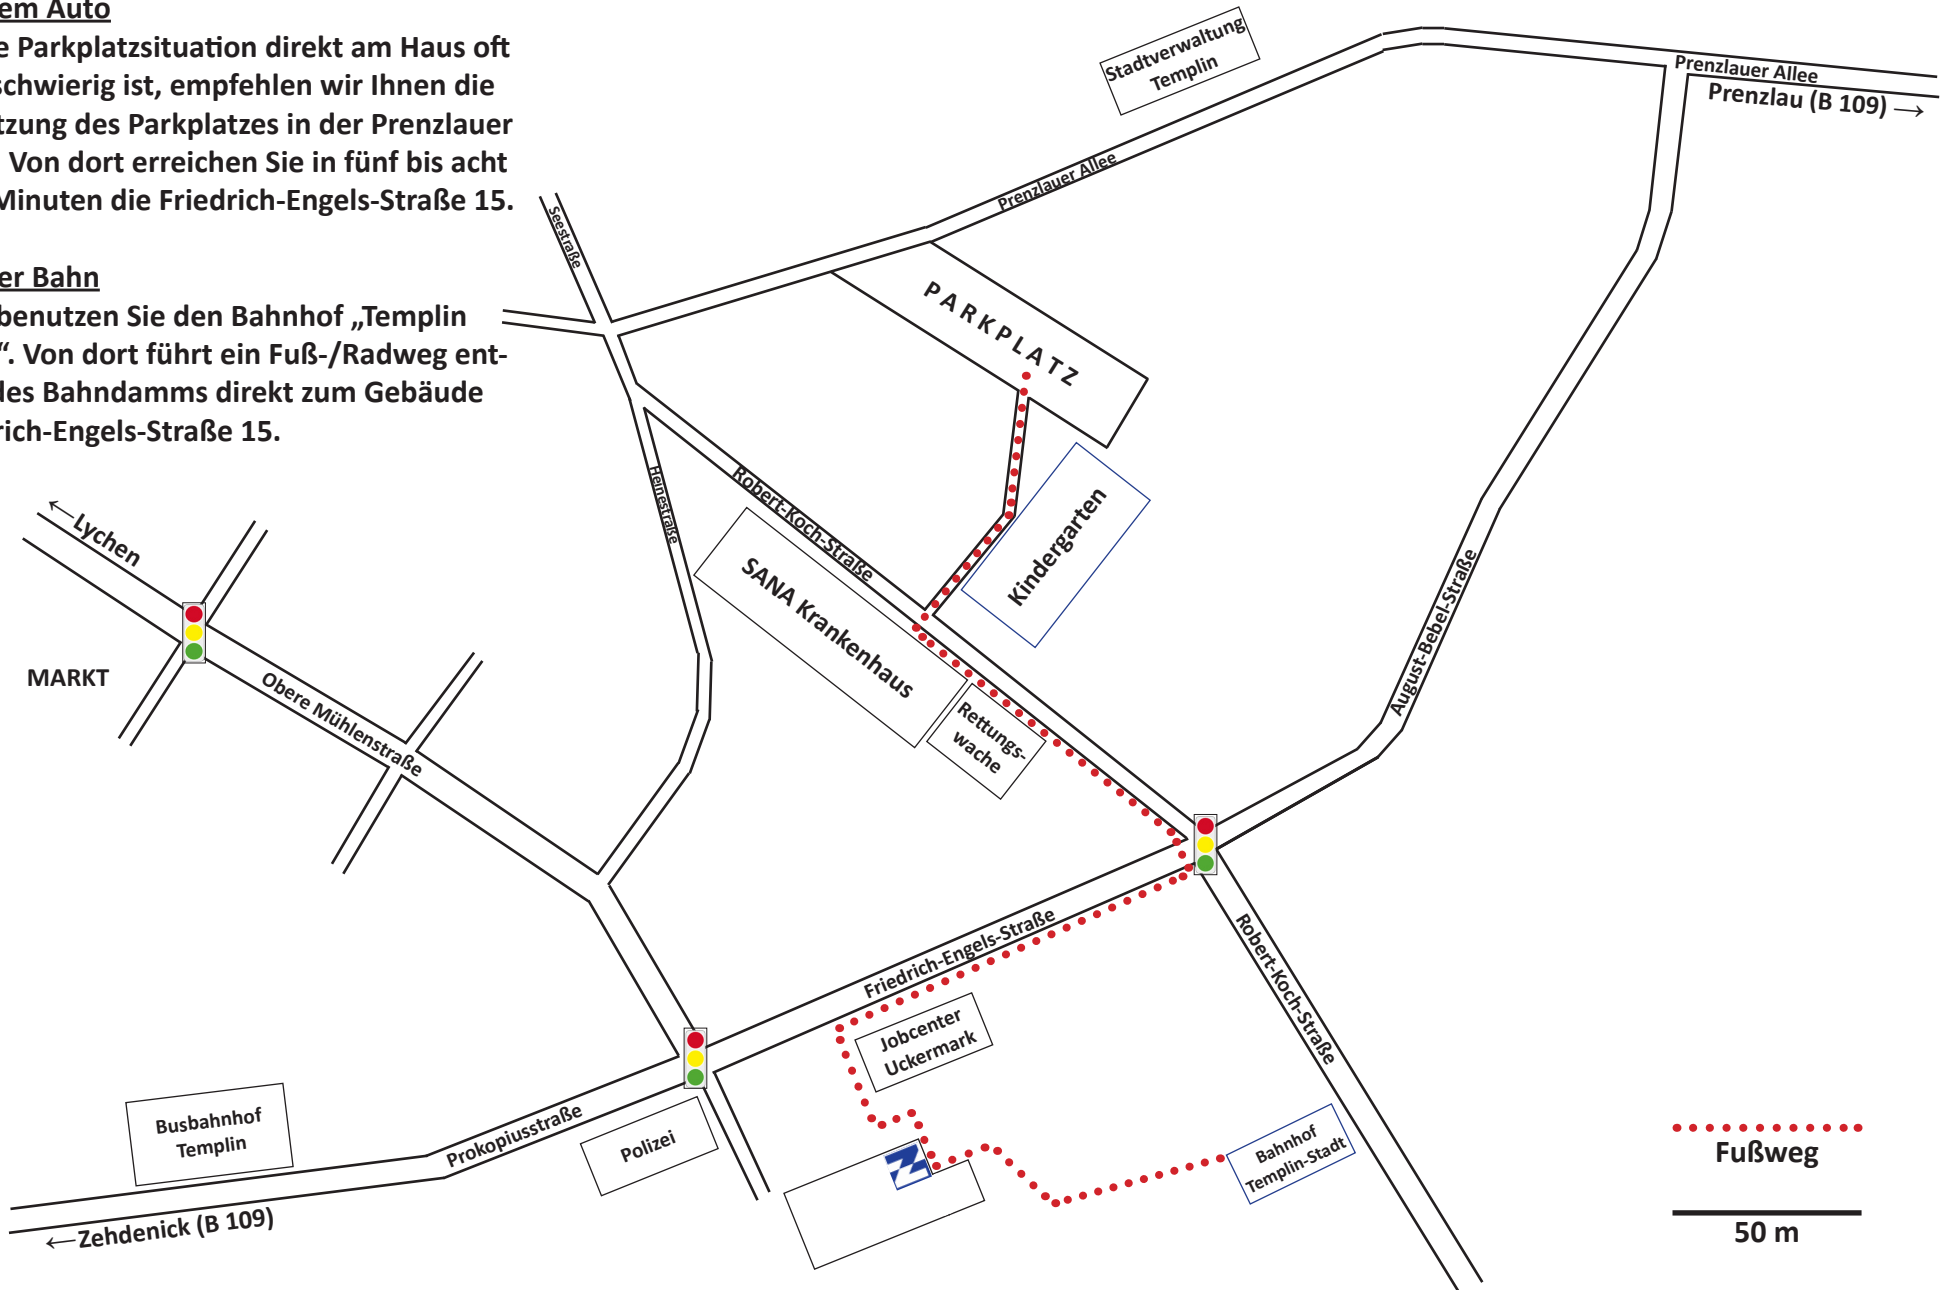 em Auto
e Parkplatzsituation direkt am Haus oft
schwierig ist, empfehlen wir Ihnen die
tzung des Parkplatzes in der Prenzlauer
Von dort erreichen Sie in fünf bis acht
Minuten die Friedrich-Engels-Straße 15.
er Bahn
benutzen Sie den Bahnhof „Templin
“. Von dort führt ein Fuß-/Radweg ent-
des Bahndamms direkt zum Gebäude
rich-Engels-Straße 15.
Stadtverwaltung
Templin
Prenzlauer Allee
Prenzlau (B 109) →
Prenzlauer Allee
Seestraße
PARKPLATZ
Heinestraße
Robert-Koch-Straße
Kindergarten
SANA Krankenhaus
Rettungs-
wache
August-Bebel-Straße
← Lychen
MARKT
Obere Mühlenstraße
Friedrich-Engels-Straße
Robert-Koch-Straße
Jobcenter
Uckermark
Busbahnhof
Templin
Prokopiusstraße
Polizei
Bahnhof
Templin-Stadt
← Zehdenick (B 109)
Fußweg
50 m